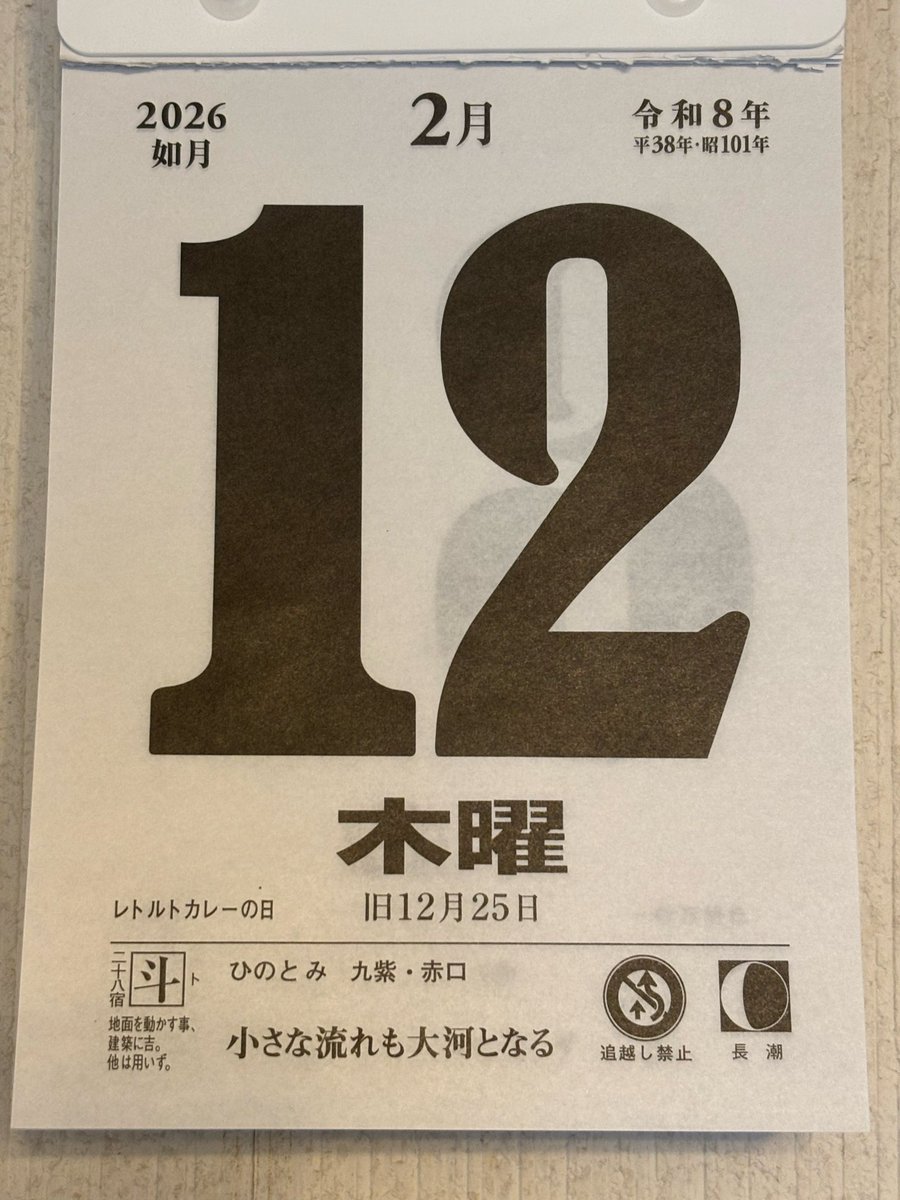 2026
如月
2月
令和8年
平38年・昭101年
12
木曜
レトルトカレーの日
旧12月25日
二十八宿
斗
ト
地面を動かす事、
建築に吉。
他は用いず。
ひのとみ 九紫・赤口
小さな流れも大河となる
追越し禁止
長潮